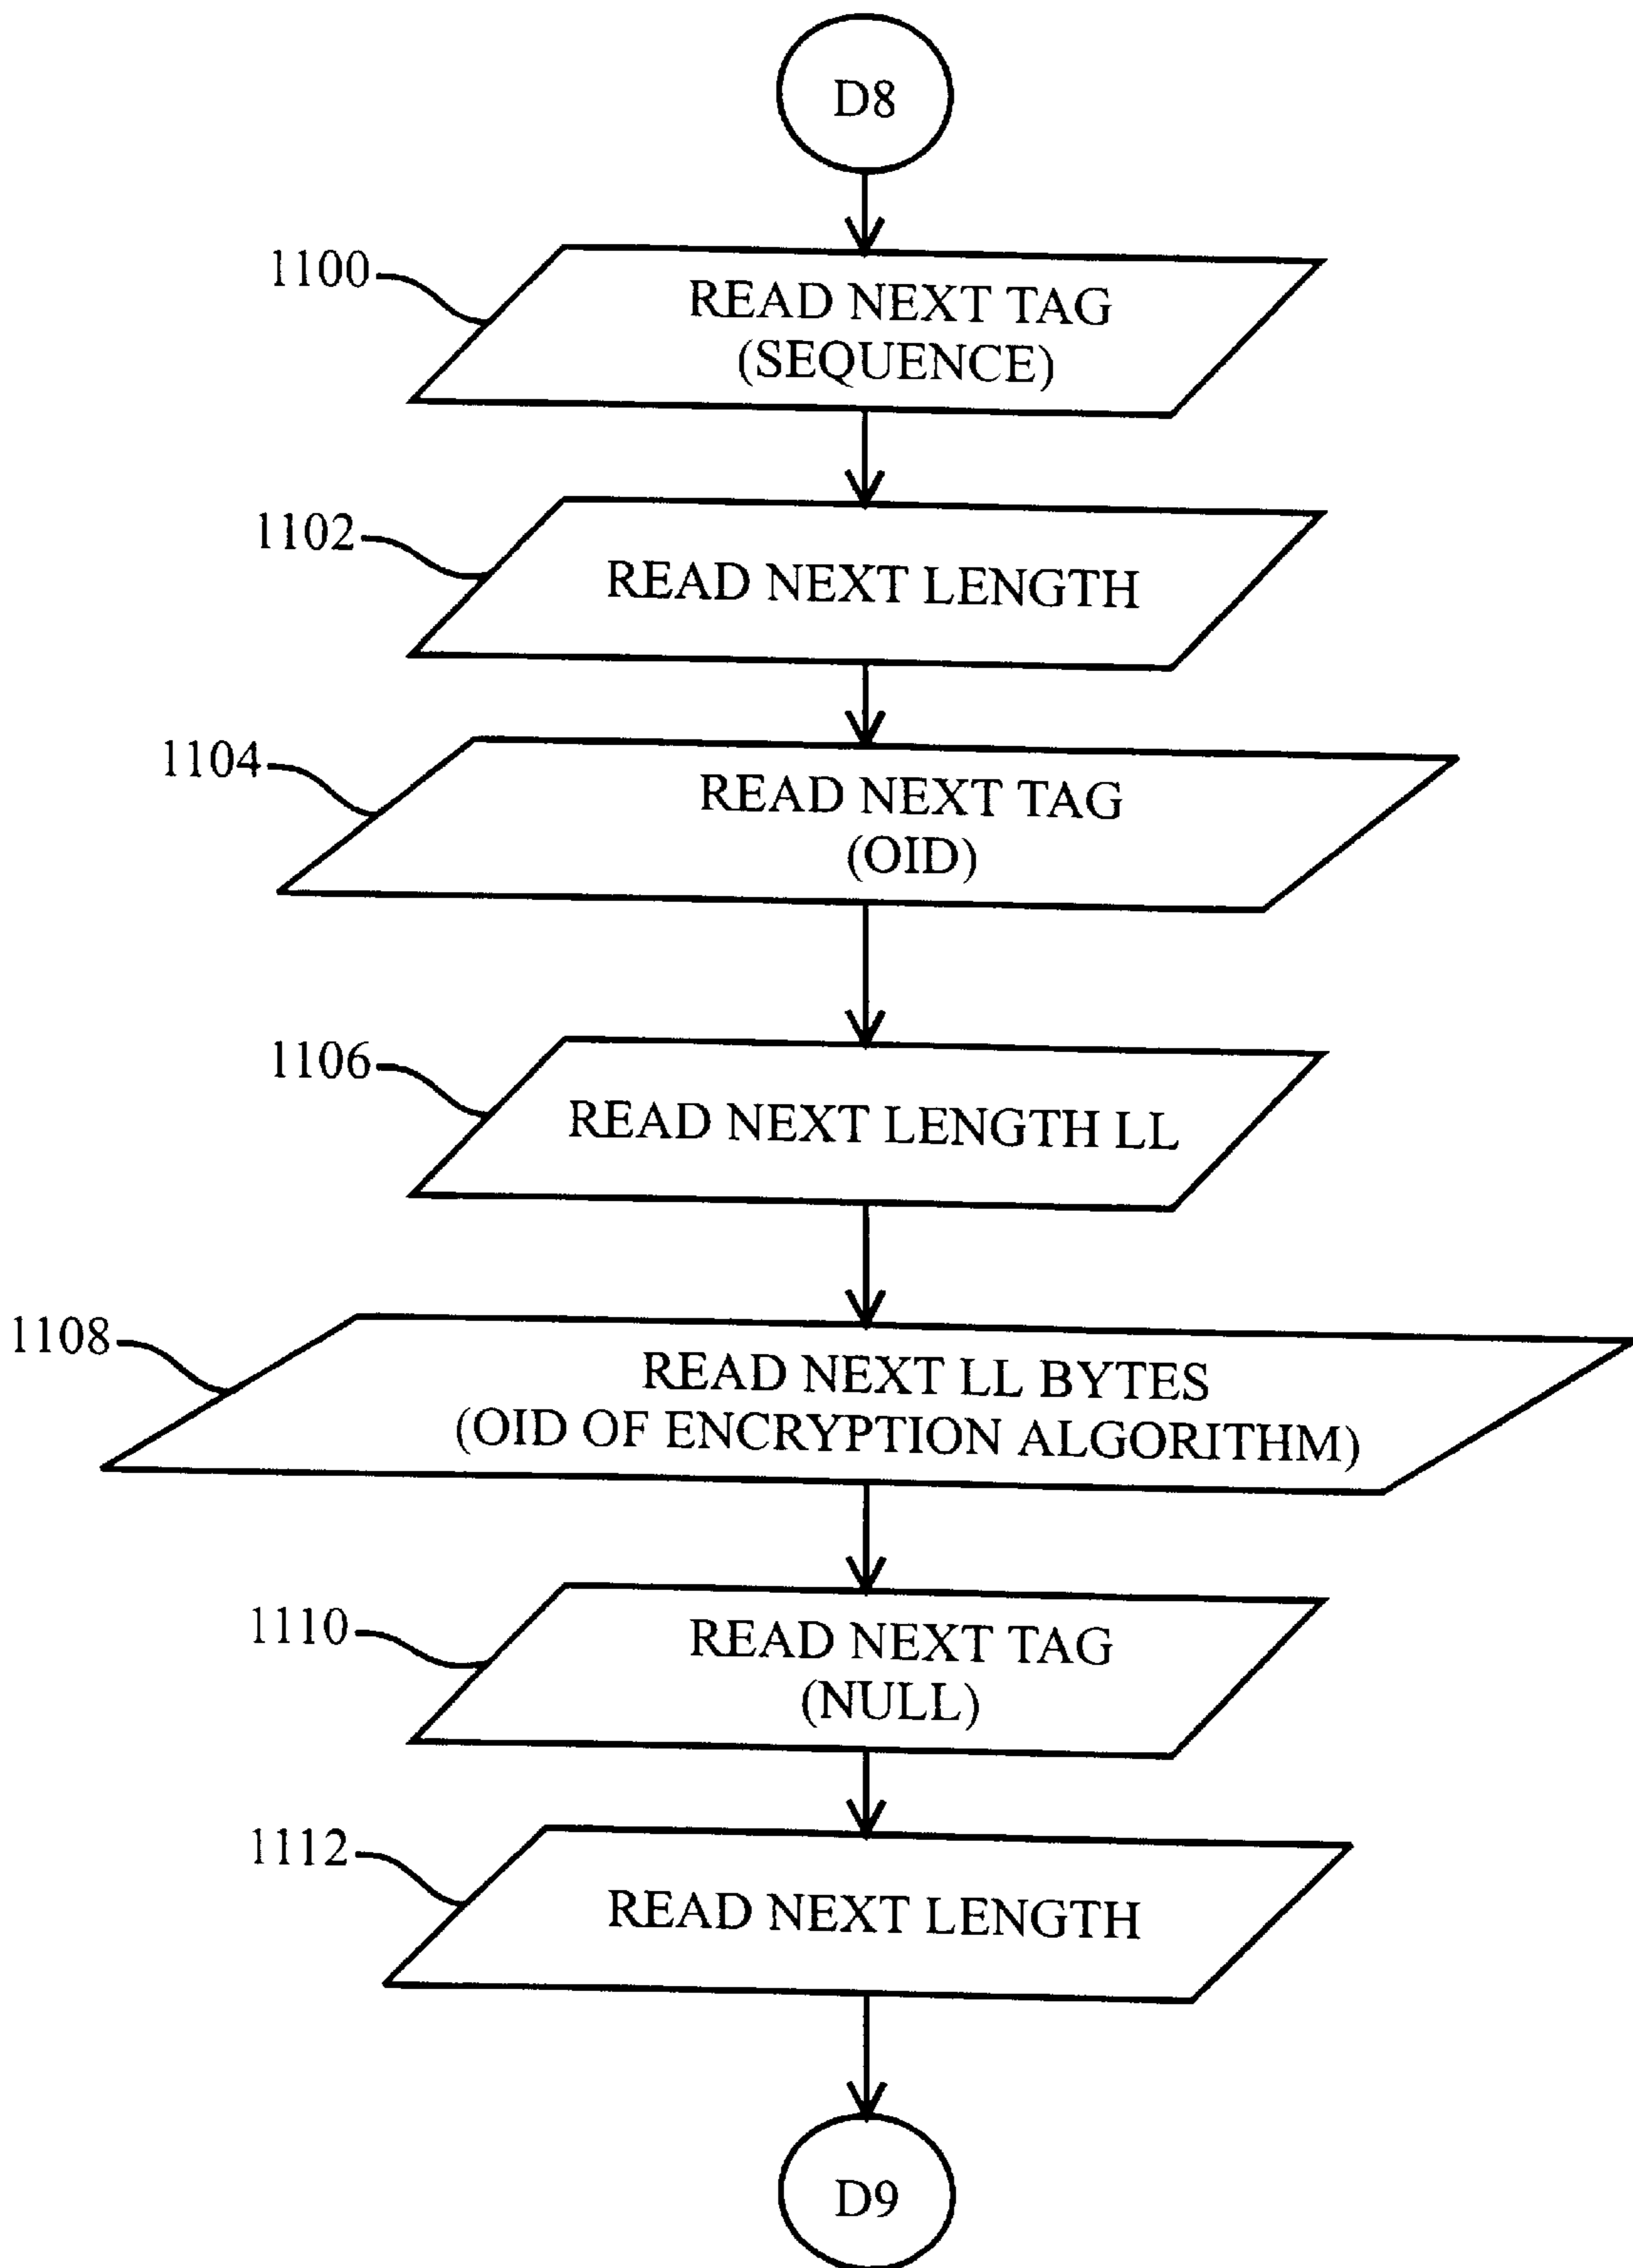 D8
1100
READ NEXT TAG
(SEQUENCE)
1102
READ NEXT LENGTH
1104
READ NEXT TAG
(OID)
1106
READ NEXT LENGTH LL
1108
READ NEXT LL BYTES
(OID OF ENCRYPTION ALGORITHM)
1110
READ NEXT TAG
(NULL)
1112
READ NEXT LENGTH
D9